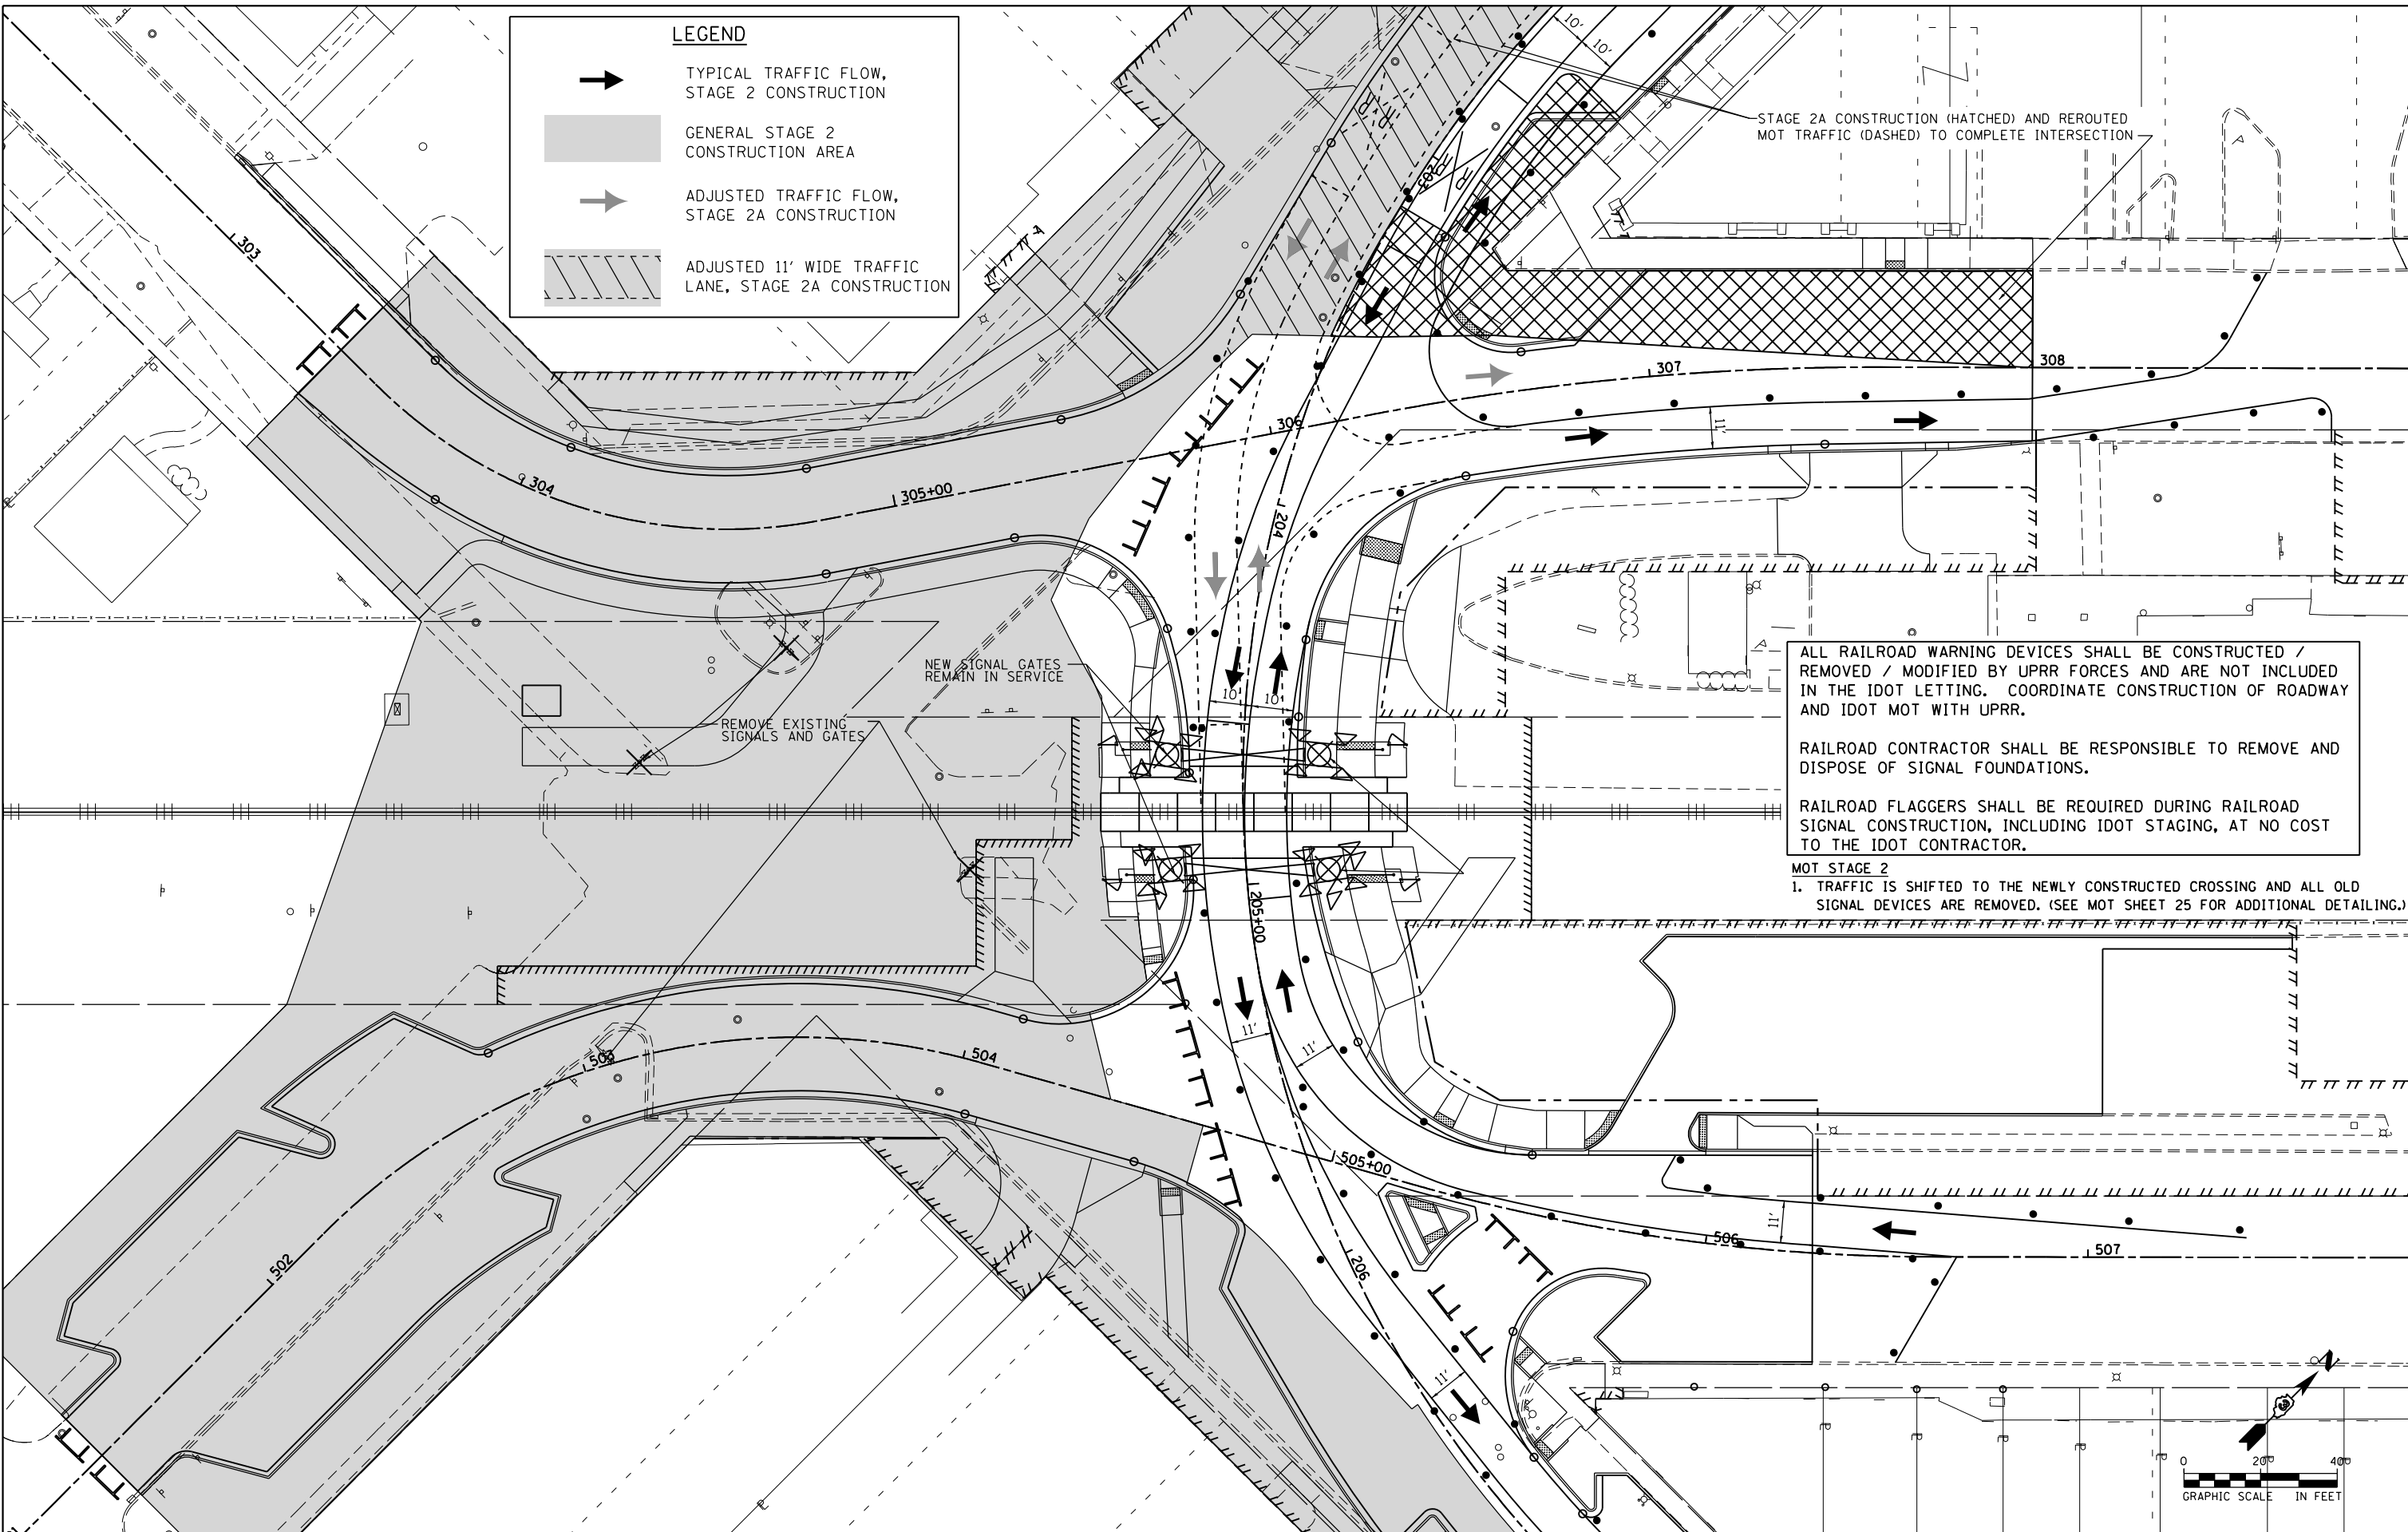 LEGEND
TYPICAL TRAFFIC FLOW,
STAGE 2 CONSTRUCTION
GENERAL STAGE 2
CONSTRUCTION AREA
ADJUSTED TRAFFIC FLOW,
STAGE 2A CONSTRUCTION
ADJUSTED 11' WIDE TRAFFIC
LANE, STAGE 2A CONSTRUCTION
10'
10'
STAGE 2A CONSTRUCTION (HATCHED) AND REROUTED
MOT TRAFFIC (DASHED) TO COMPLETE INTERSECTION
R R
R R
203
303
304
305+00
306
307
308
11'
204
NEW SIGNAL GATES
REMAIN IN SERVICE
REMOVE EXISTING
SIGNALS AND GATES
10'
10'
ALL RAILROAD WARNING DEVICES SHALL BE CONSTRUCTED /
REMOVED / MODIFIED BY UPRR FORCES AND ARE NOT INCLUDED
IN THE IDOT LETTING. COORDINATE CONSTRUCTION OF ROADWAY
AND IDOT MOT WITH UPRR.
RAILROAD CONTRACTOR SHALL BE RESPONSIBLE TO REMOVE AND
DISPOSE OF SIGNAL FOUNDATIONS.
RAILROAD FLAGGERS SHALL BE REQUIRED DURING RAILROAD
SIGNAL CONSTRUCTION, INCLUDING IDOT STAGING, AT NO COST
TO THE IDOT CONTRACTOR.
MOT STAGE 2
1. TRAFFIC IS SHIFTED TO THE NEWLY CONSTRUCTED CROSSING AND ALL OLD
SIGNAL DEVICES ARE REMOVED. (SEE MOT SHEET 25 FOR ADDITIONAL DETAILING.)
205+00
11'
11'
502
503
504
505+00
506
507
11'
206
11'
N
0 20 40
GRAPHIC SCALE IN FEET